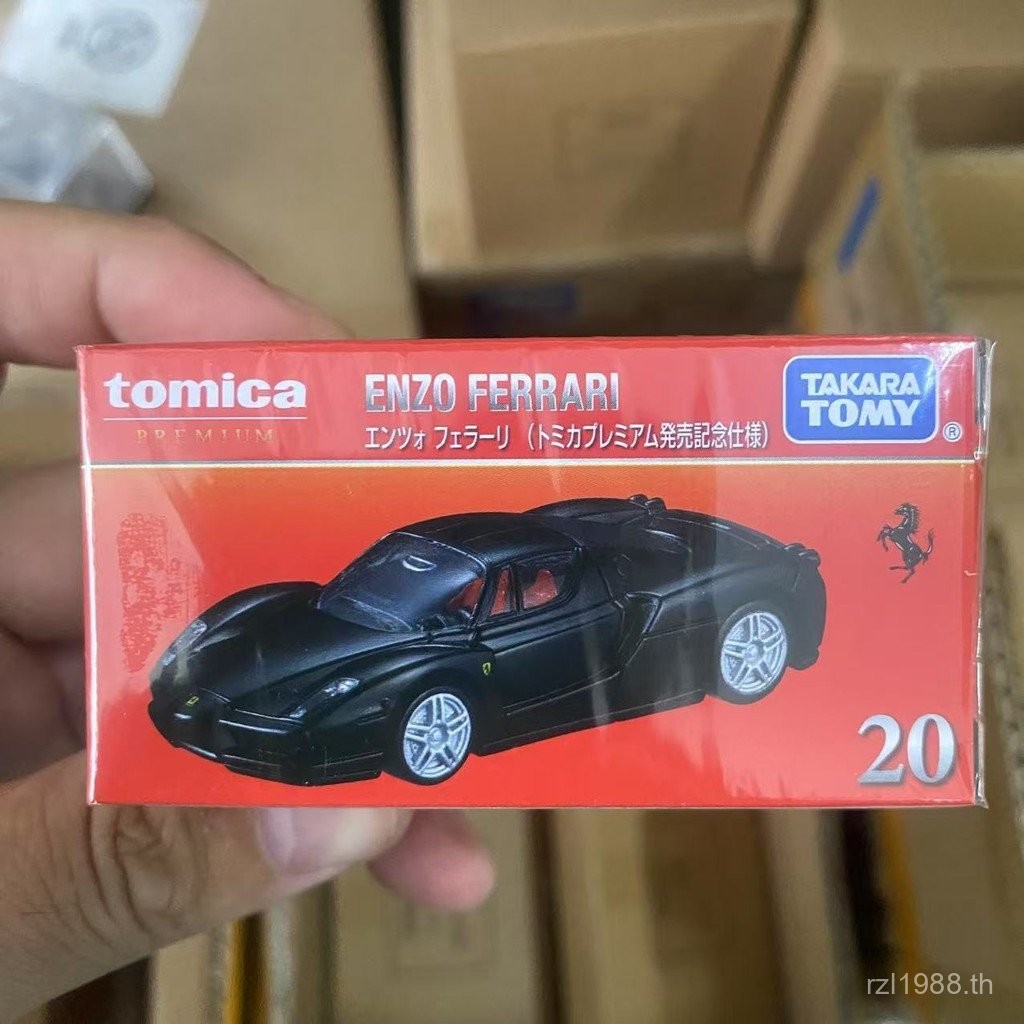 tomica
PREMIUM
ENZO FERRARI
エンツォ フェラーリ （トミカプレミアム発売記念仕様）
TAKARA
TOMY
®
20
rzl1988.th